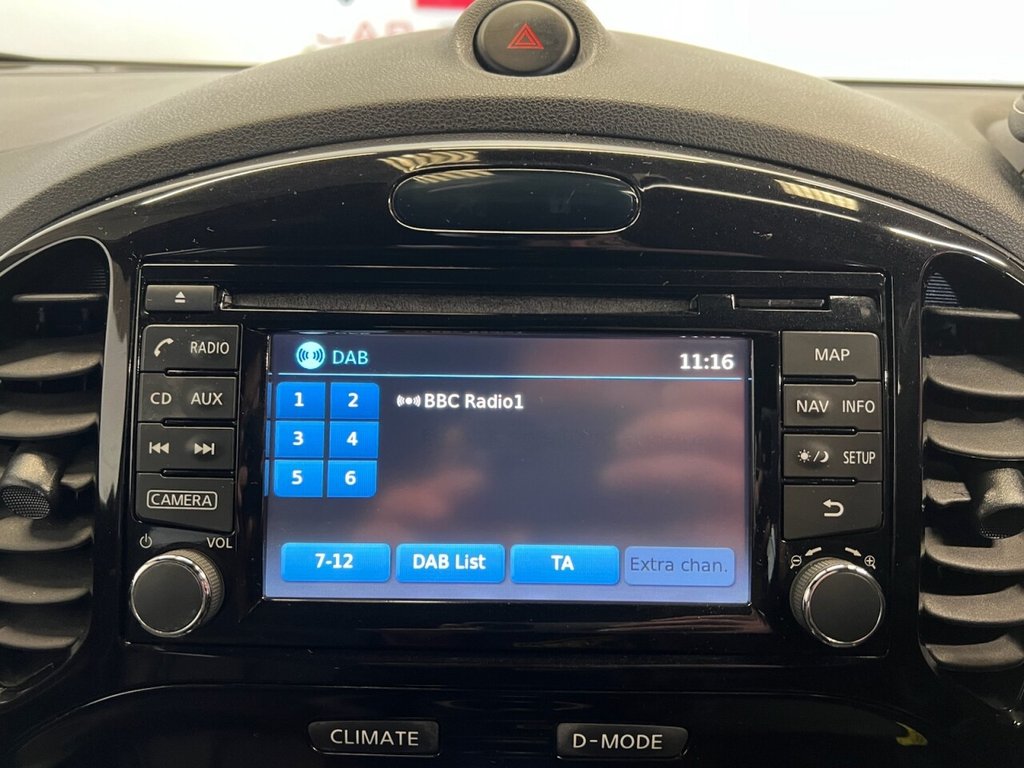 DAB 11:16
1 2 BBC Radio1
3 4
5 6
7-12 DAB List TA Extra chan.
RADIO
CD AUX
CAMERA
VOL
MAP
NAV INFO
SETUP
CLIMATE
D-MODE